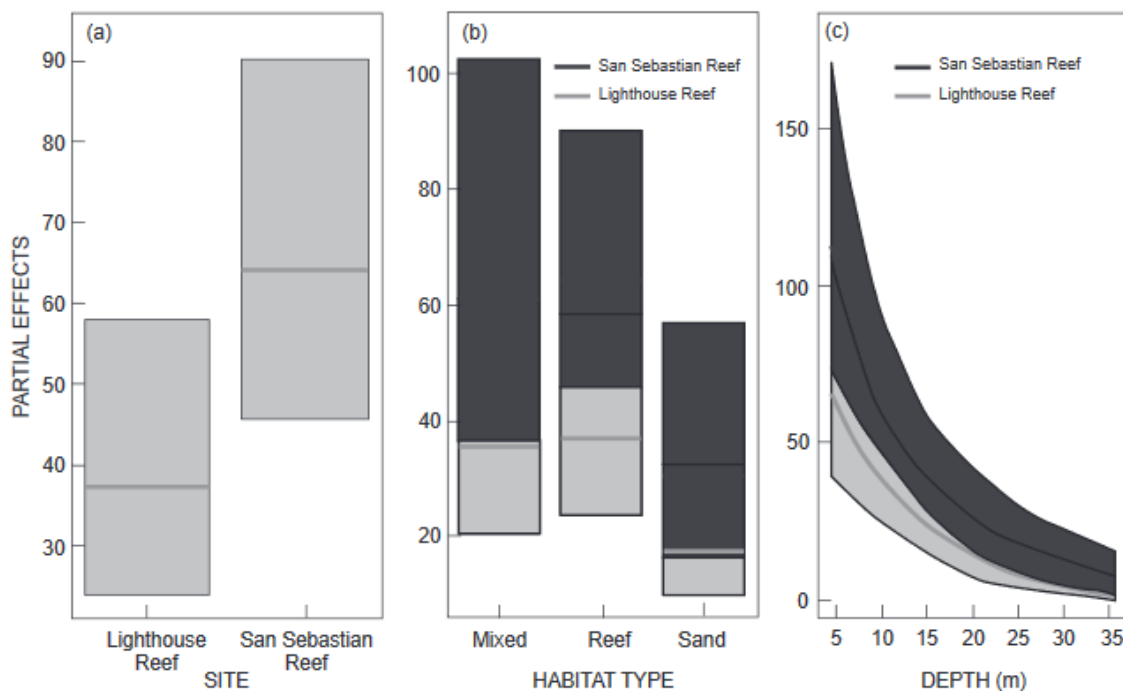 (a)
90
80
70
60
50
40
30
PARTIAL EFFECTS
Lighthouse
Reef
San Sebastian
Reef
SITE
(b)
San Sebastian Reef
Lighthouse Reef
100
80
60
40
20
Mixed
Reef
Sand
HABITAT TYPE
(c)
San Sebastian Reef
Lighthouse Reef
150
100
50
0
5 10 15 20 25 30 35
DEPTH (m)